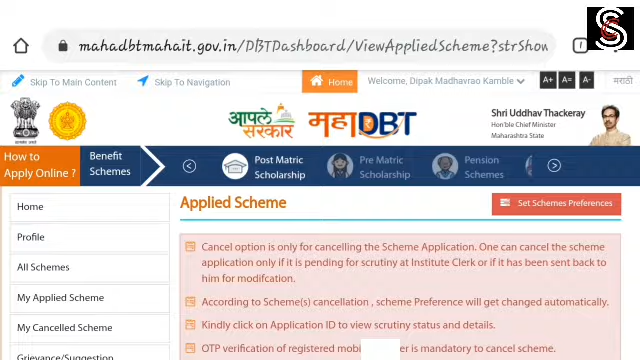 mahadbtmahait.gov.in/DBTDashboard/ViewAppliedScheme?strShow
Skip To Main Content
Skip To Navigation
Home
Welcome, Dipak Madhavrao Kamble
A+
A=
A-
मराठी
आपले
सरकार
महाDBT
Shri Uddhav Thackeray
Hon'ble Chief Minister
Maharashtra State
How to
Apply Online ?
Benefit
Schemes
Post Matric
Scholarship
Pre Matric
Scholarship
Pension
Schemes
Home
Profile
All Schemes
My Applied Scheme
My Cancelled Scheme
Grievance/Suggestion
Applied Scheme
Set Schemes Preferences
Cancel option is only for cancelling the Scheme Application. One can cancel the scheme
application only if it is pending for scrutiny at Institute Clerk or if it has been sent back to
him for modifcation.
According to Scheme(s) cancellation , scheme Preference will get changed automatically.
Kindly click on Application ID to view scrutiny status and details.
OTP verification of registered mobi er is mandatory to cancel scheme.